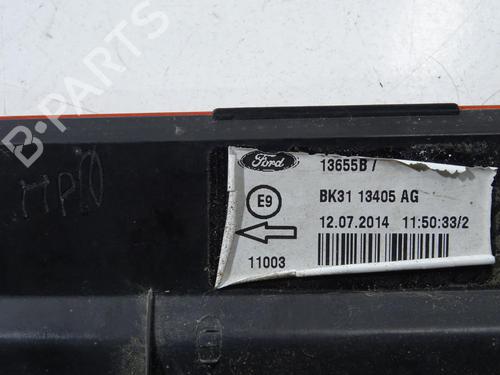 B-PARTS
Ford
13655B /
E9
BK31 13405 AG
12.07.2014 11:50:33/2
11003